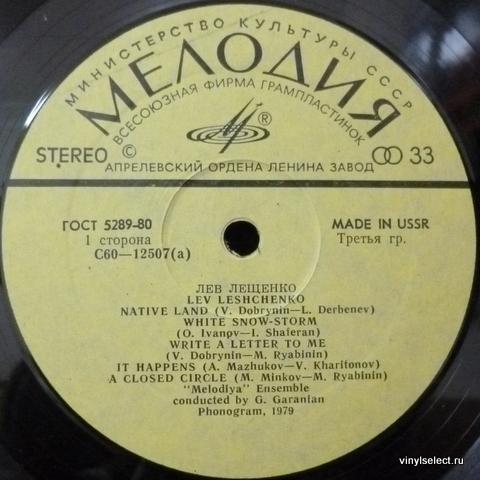 МИНИСТЕРСТВО КУЛЬТУРЫ СССР
МЕЛОДИЯ
ВСЕСОЮЗНАЯ ФИРМА ГРАМПЛАСТИНОК
STEREO © ® 33
АПРЕЛЕВСКИЙ ОРДЕНА ЛЕНИНА ЗАВОД
ГОСТ 5289-80 MADE IN USSR
1 сторона Третья гр.
С60—12507(a)
ЛЕВ ЛЕЩЕНКО
LEV LESHCHENKO
NATIVE LAND (V. Dobrynin—L. Derbenev)
WHITE SNOW-STORM
(O. Ivanov—I. Shaferan)
WRITE A LETTER TO ME
(V. Dobrynin—M. Ryabinin)
IT HAPPENS (A. Mazhukov—V. Kharitonov)
A CLOSED CIRCLE (M. Minkov—M. Ryabinin)
"Melodiya" Ensemble
conducted by G. Garanian
Phonogram, 1979
vinylselect.ru